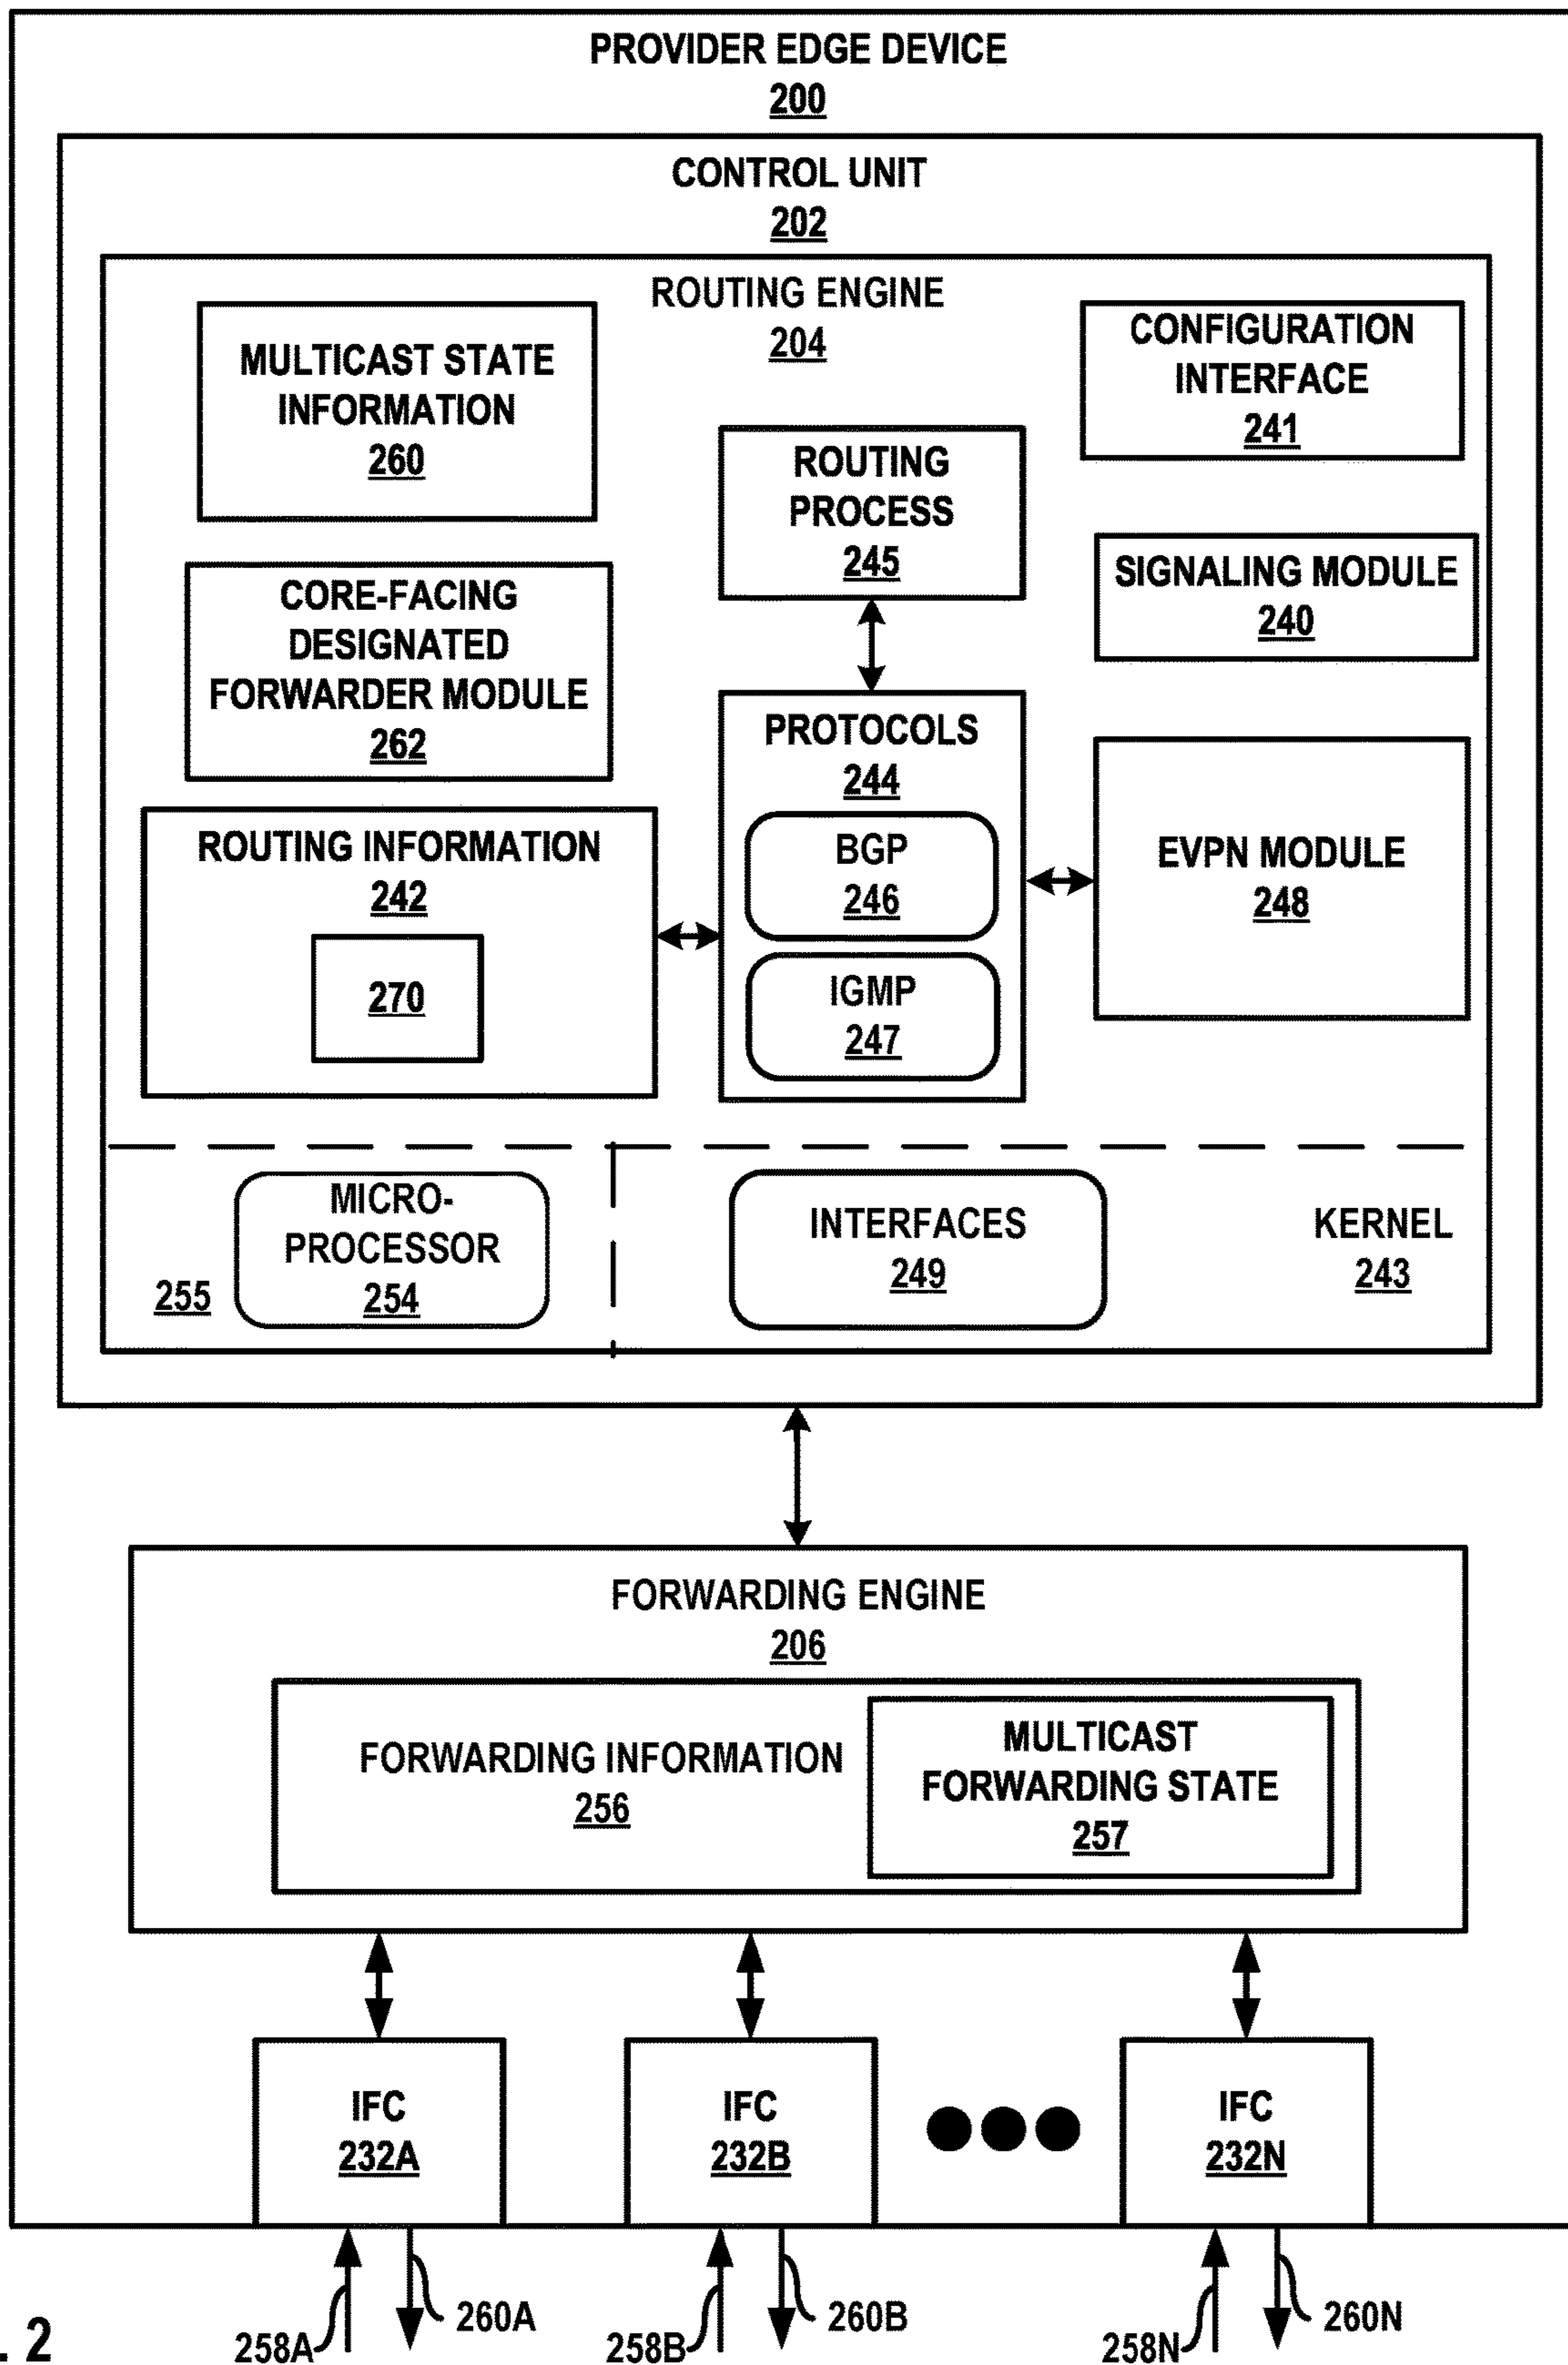 PROVIDER EDGE DEVICE
200
CONTROL UNIT
202
ROUTING ENGINE
204
MULTICAST STATE
INFORMATION
260
CONFIGURATION
INTERFACE
241
ROUTING
PROCESS
245
SIGNALING MODULE
240
CORE-FACING
DESIGNATED
FORWARDER MODULE
262
PROTOCOLS
244
BGP
246
IGMP
247
ROUTING INFORMATION
242
270
EVPN MODULE
248
MICRO-
PROCESSOR
254
255
INTERFACES
249
KERNEL
243
FORWARDING ENGINE
206
FORWARDING INFORMATION
256
MULTICAST
FORWARDING STATE
257
IFC
232A
IFC
232B
IFC
232N
258A
260A
258B
260B
258N
260N
. 2